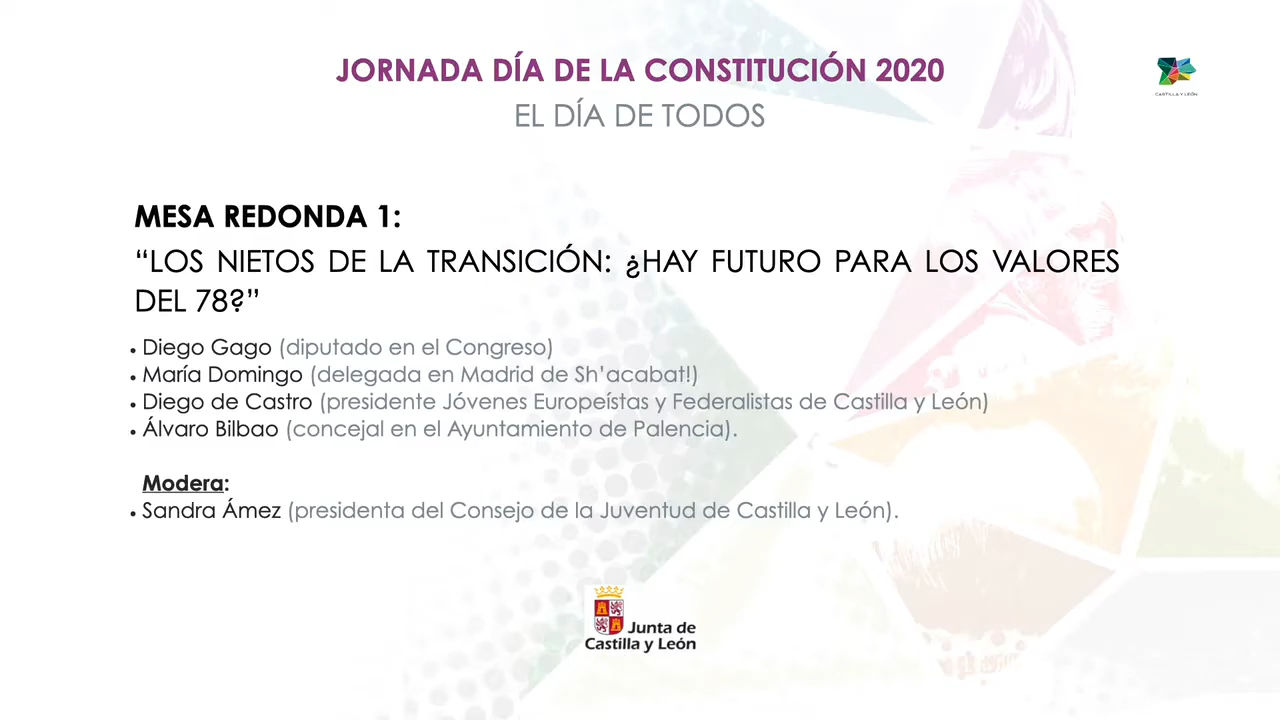 JORNADA DÍA DE LA CONSTITUCIÓN 2020
EL DÍA DE TODOS
CASTILLA Y LEÓN
MESA REDONDA 1:
“LOS NIETOS DE LA TRANSICIÓN: ¿HAY FUTURO PARA LOS VALORES
DEL 78?”
• Diego Gago (diputado en el Congreso)
• María Domingo (delegada en Madrid de Sh’acabat!)
• Diego de Castro (presidente Jóvenes Europeístas y Federalistas de Castilla y León)
• Álvaro Bilbao (concejal en el Ayuntamiento de Palencia).
Modera:
• Sandra Ámez (presidenta del Consejo de la Juventud de Castilla y León).
Junta de
Castilla y León